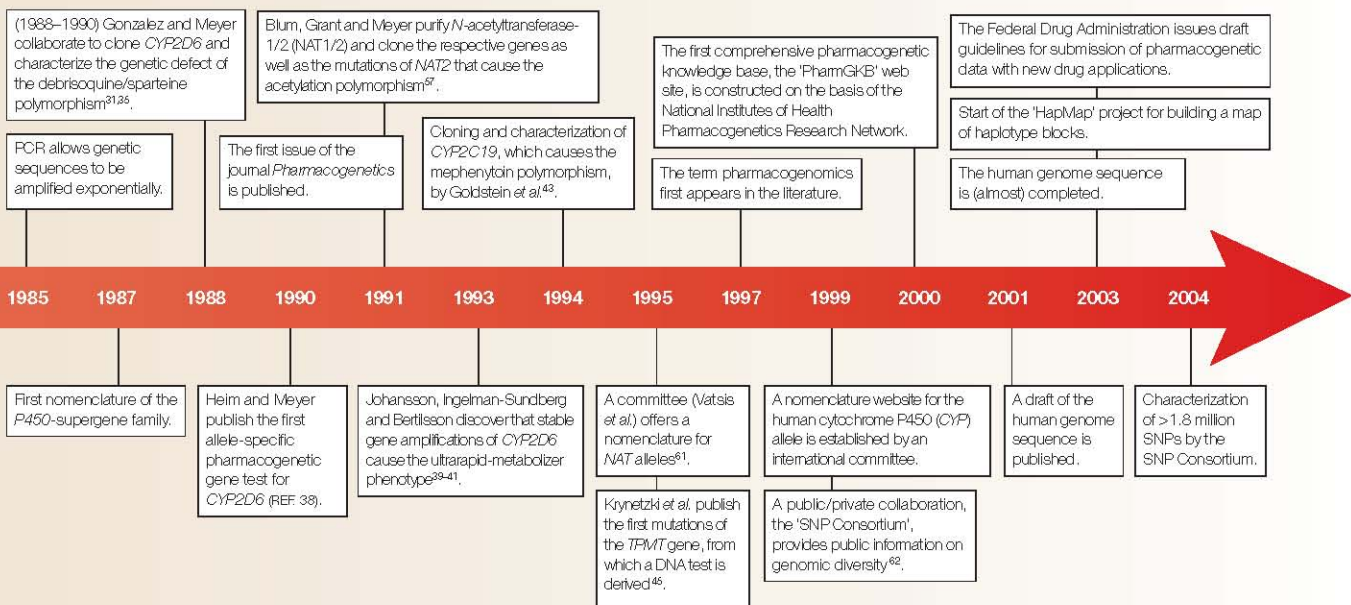 (1988–1990) Gonzalez and Meyer
collaborate to clone CYP2D6 and
characterize the genetic defect of
the debrisoquine/sparteine
polymorphism31,35.
PCR allows genetic
sequences to be
amplified exponentially.
Blum, Grant and Meyer purify N-acetyltransferase-
1/2 (NAT1/2) and clone the respective genes as
well as the mutations of NAT2 that cause the
acetylation polymorphism57.
The first issue of the
journal Pharmacogenetics
is published.
Cloning and characterization of
CYP2C19, which causes the
mephenytoin polymorphism,
by Goldstein et al.43.
The first comprehensive pharmacogenetic
knowledge base, the 'PharmGKB' web
site, is constructed on the basis of the
National Institutes of Health
Pharmacogenetics Research Network.
The term pharmacogenomics
first appears in the literature.
The Federal Drug Administration issues draft
guidelines for submission of pharmacogenetic
data with new drug applications.
Start of the 'HapMap' project for building a map
of haplotype blocks.
The human genome sequence
is (almost) completed.
1985 1987 1988 1990 1991 1993 1994 1995 1997 1999 2000 2001 2003 2004
First nomenclature of the
P450-supergene family.
Heim and Meyer
publish the first
allele-specific
pharmacogenetic
gene test for
CYP2D6 (REF. 38).
Johansson, Ingelman-Sundberg
and Bertilsson discover that stable
gene amplifications of CYP2D6
cause the ultrarapid-metabolizer
phenotype39–41.
A committee (Vatsis
et al.) offers a
nomenclature for
NAT alleles61.
Krynetzki et al. publish
the first mutations of
the TPMT gene, from
which a DNA test is
derived45.
A nomenclature website for the
human cytochrome P450 (CYP)
allele is established by an
international committee.
A public/private collaboration,
the 'SNP Consortium',
provides public information on
genomic diversity62.
A draft of the
human genome
sequence is
published.
Characterization
of >1.8 million
SNPs by the
SNP Consortium.